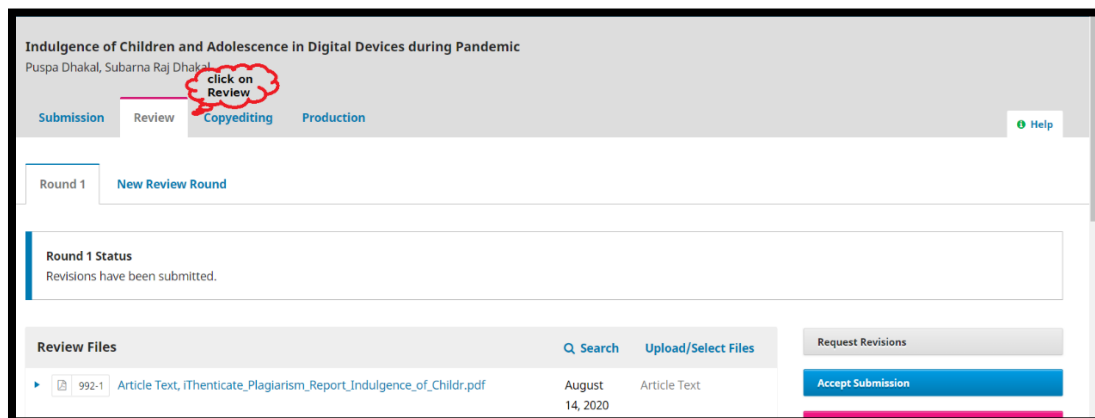 Indulgence of Children and Adolescence in Digital Devices during Pandemic
Puspa Dhakal, Subarna Raj Dhakal
click on
Review
Submission Review Copyediting Production
Help
Round 1 New Review Round
Round 1 Status
Revisions have been submitted.
Review Files Search Upload/Select Files
992-1 Article Text, iThenticate_Plagiarism_Report_Indulgence_of_Childr.pdf August 14, 2020 Article Text
Request Revisions
Accept Submission